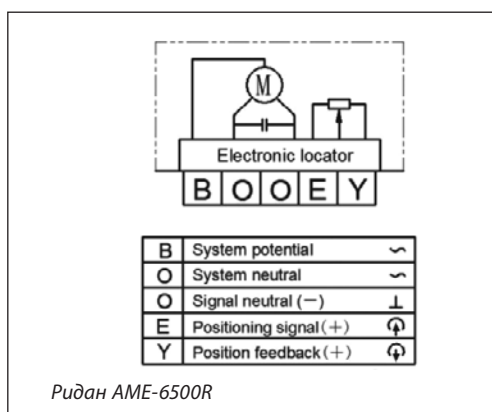 M
Electronic locator
B O O E Y
B System potential ∽
O System neutral ∽
O Signal neutral (—) ⊥
E Positioning signal (+)
Y Position feedback (+)
Ридан AME-6500R